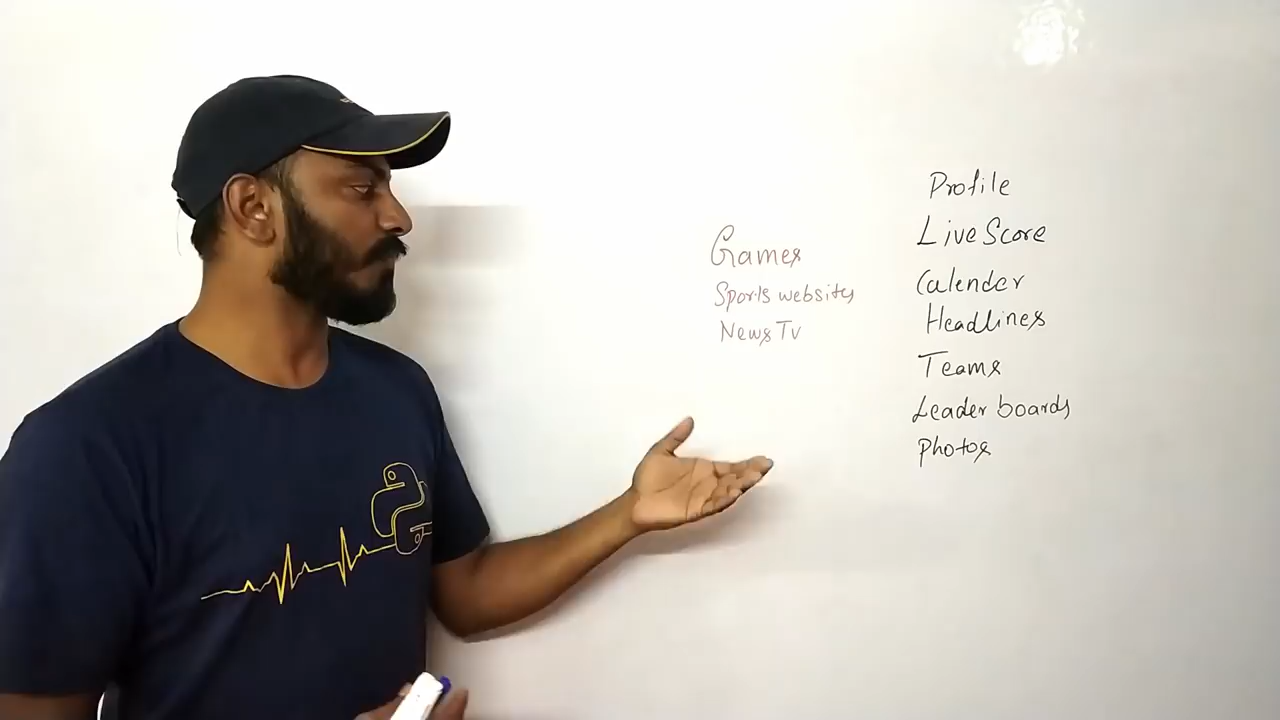 Games
Sports website
News Tv
Profile
Live Score
Calender
Headlines
Teams
Leader boards
Photos